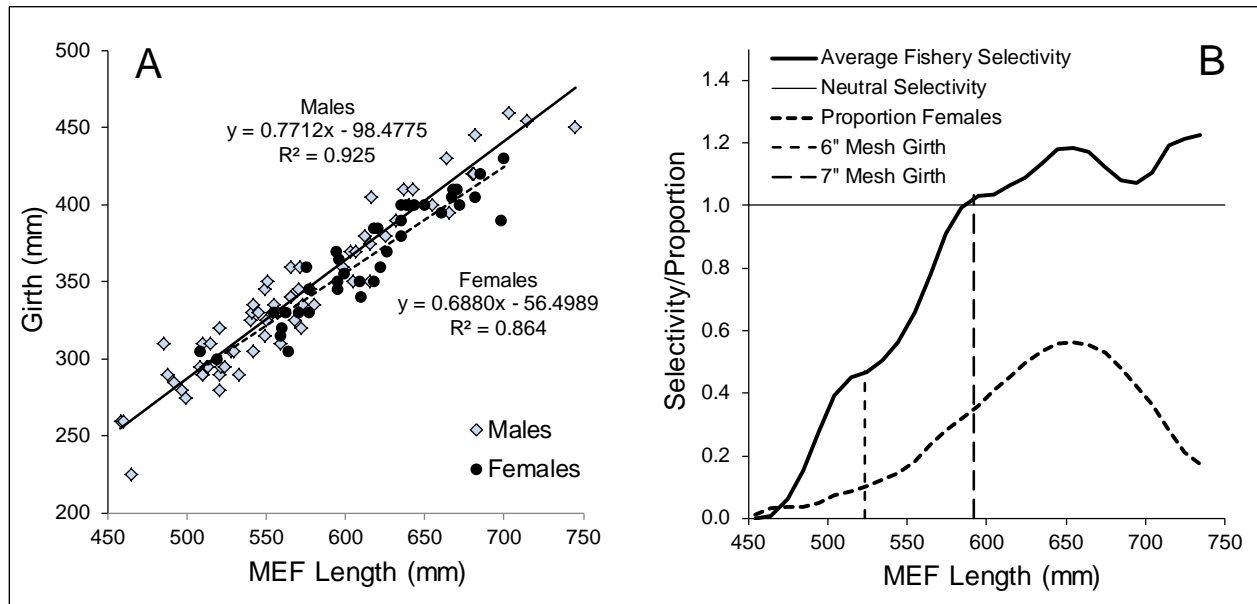 A
Girth (mm)
500
450
400
350
300
250
200
Males
y = 0.7712x - 98.4775
R² = 0.925
Females
y = 0.6880x - 56.4989
R² = 0.864
Males
Females
450 500 550 600 650 700 750
MEF Length (mm)
B
Selectivity/Proportion
Average Fishery Selectivity
Neutral Selectivity
Proportion Females
6" Mesh Girth
7" Mesh Girth
1.4
1.2
1.0
0.8
0.6
0.4
0.2
0.0
450 500 550 600 650 700 750
MEF Length (mm)